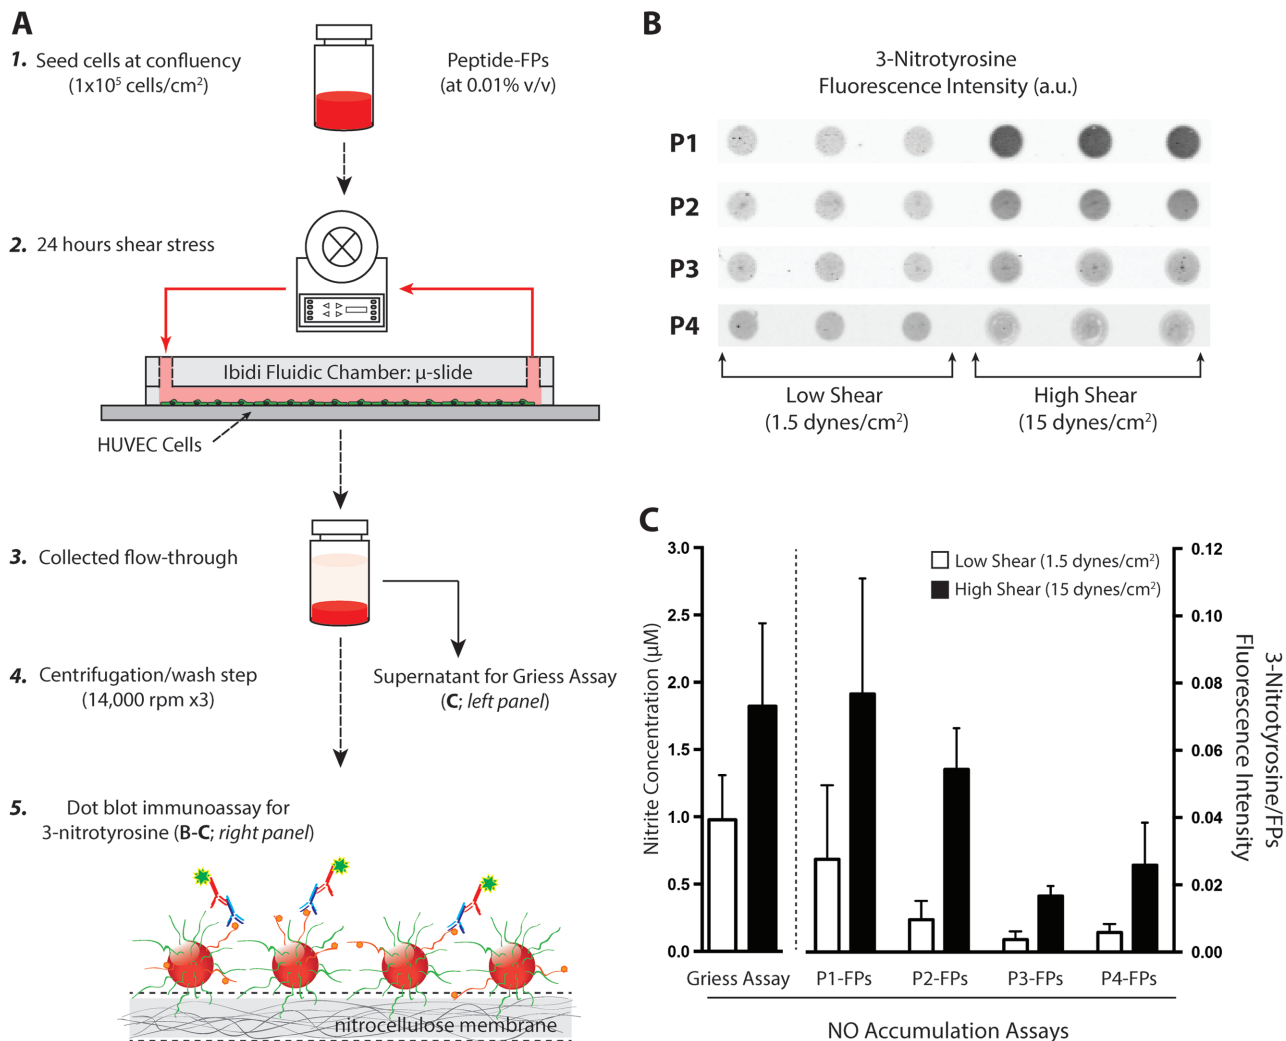 A
1. Seed cells at confluency
(1x10⁵ cells/cm²)
Peptide-FPs
(at 0.01% v/v)
2. 24 hours shear stress
Ibidi Fluidic Chamber: μ-slide
HUVEC Cells
3. Collected flow-through
4. Centrifugation/wash step
(14,000 rpm x3)
Supernatant for Griess Assay
(C; left panel)
5. Dot blot immunoassay for
3-nitrotyrosine (B-C; right panel)
nitrocellulose membrane
B
3-Nitrotyrosine
Fluorescence Intensity (a.u.)
P1
P2
P3
P4
Low Shear
(1.5 dynes/cm²)
High Shear
(15 dynes/cm²)
C
Low Shear (1.5 dynes/cm²)
High Shear (15 dynes/cm²)
Nitrite Concentration (μM)
3.0
2.5
2.0
1.5
1.0
0.5
0.0
0.12
0.10
0.08
0.06
0.04
0.02
0.00
3-Nitrotyrosine/FPs
Fluorescence Intensity
Griess Assay P1-FPs P2-FPs P3-FPs P4-FPs
NO Accumulation Assays